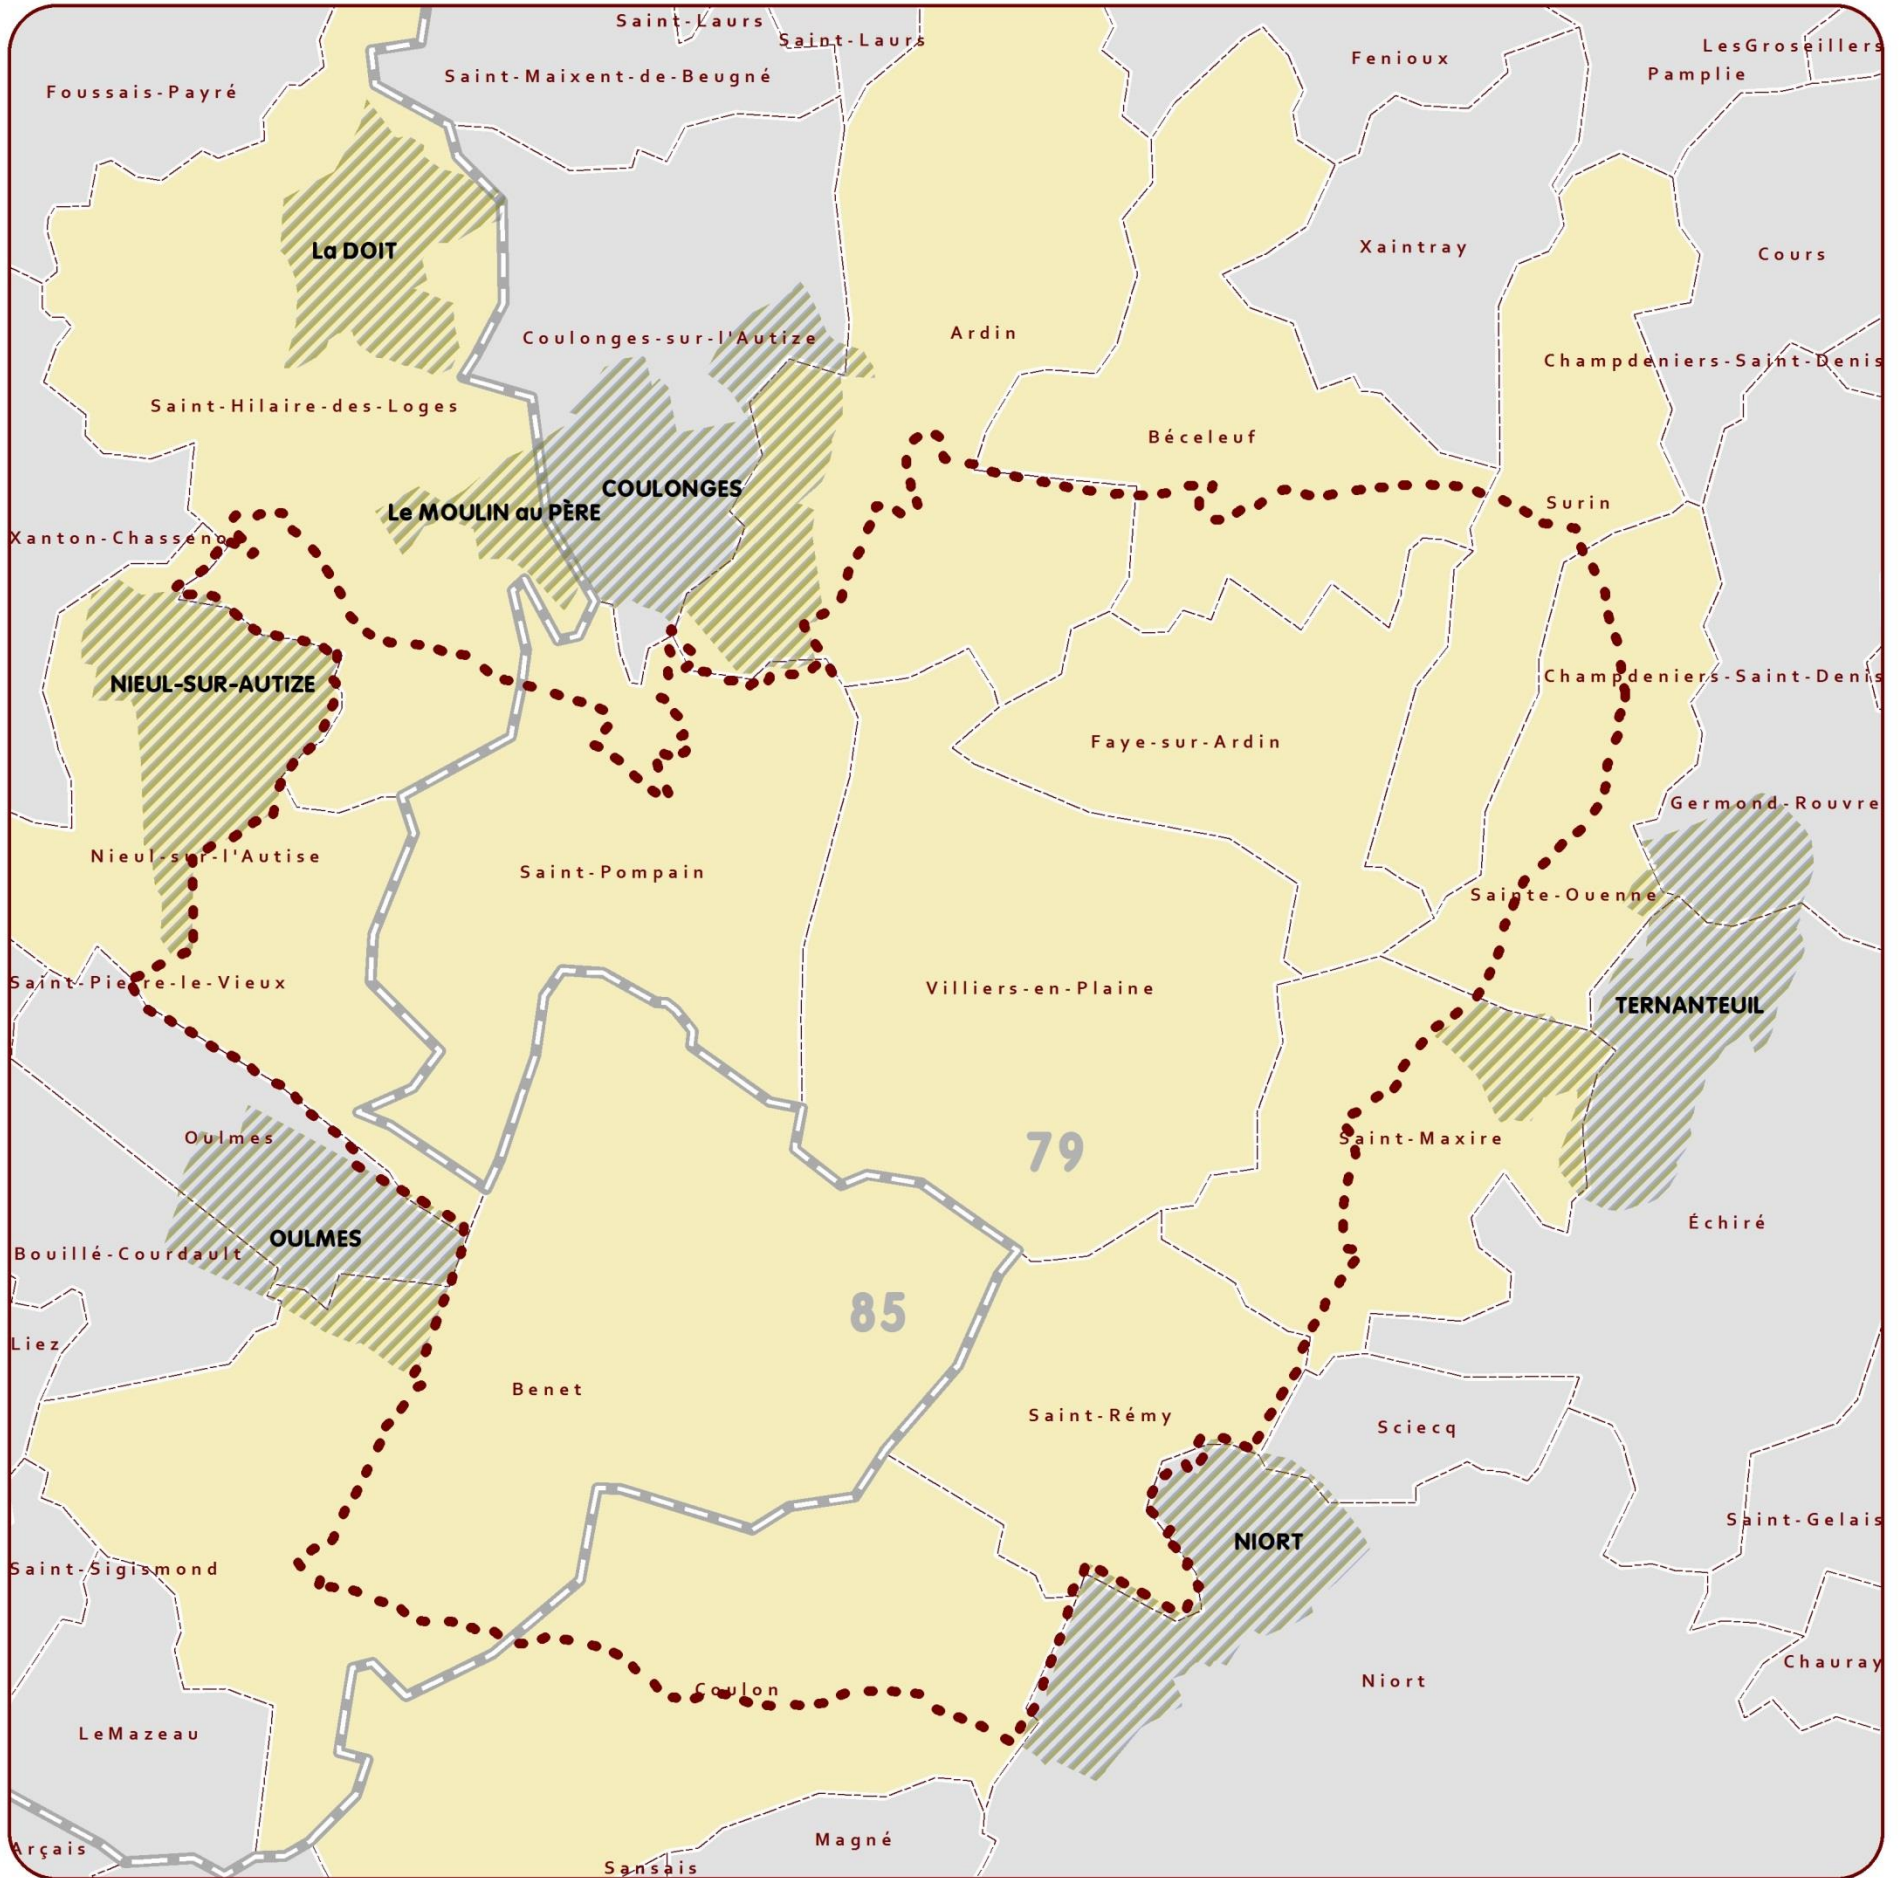 Saint-Laurs
Saint-Laurs
LesGroseillers
Fenioux
Pamplie
Saint-Maixent-de-Beugné
Foussais-Payré
La DOIT
Xaintray
Cours
Ardin
Coulonges-sur-l'Autize
Champdeniers-Saint-Denis
Saint-Hilaire-des-Loges
Béceleuf
COULONGES
Surin
Le MOULIN au PÈRE
Xanton-Chasseno
NIEUL-SUR-AUTIZE
Champdeniers-Saint-Denis
Faye-sur-Ardin
Germond-Rouvre
Nieul-sur-l'Autise
Saint-Pompain
Sainte-Ouenne
Saint-Pierre-le-Vieux
Villiers-en-Plaine
TERNANTEUIL
Oulmes
79
Saint-Maxire
Échiré
OULMES
Bouillé-Courdault
85
Liez
Benet
Saint-Rémy
Sciecq
Saint-Gelais
NIORT
Saint-Sigismond
Chauray
Niort
Coulon
LeMazeau
Magné
Arçais
Sansais